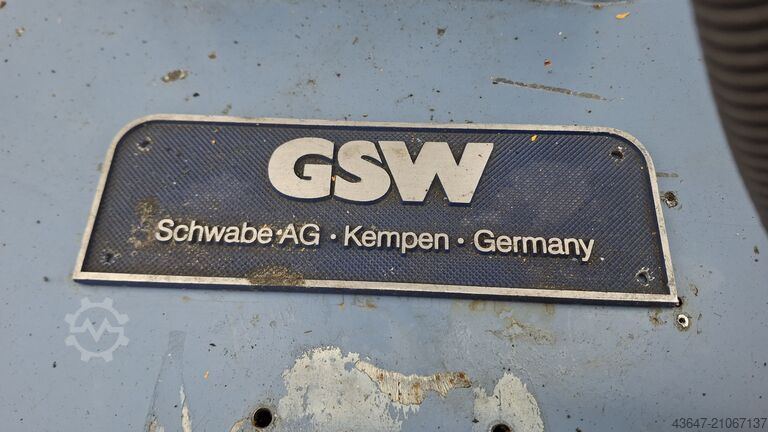 GSW
Schwabe·AG · Kempen · Germany
43647-21067137